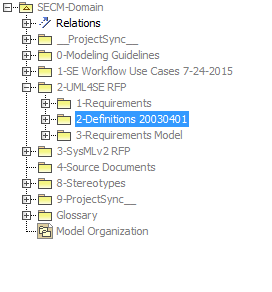 SECM-Domain
Relations
__ProjectSync__
0-Modeling Guidelines
1-SE Workflow Use Cases 7-24-2015
2-UML4SE RFP
1-Requirements
2-Definitions 20030401
3-Requirements Model
3-SysMLv2 RFP
4-Source Documents
8-Stereotypes
9-ProjectSync__
Glossary
Model Organization